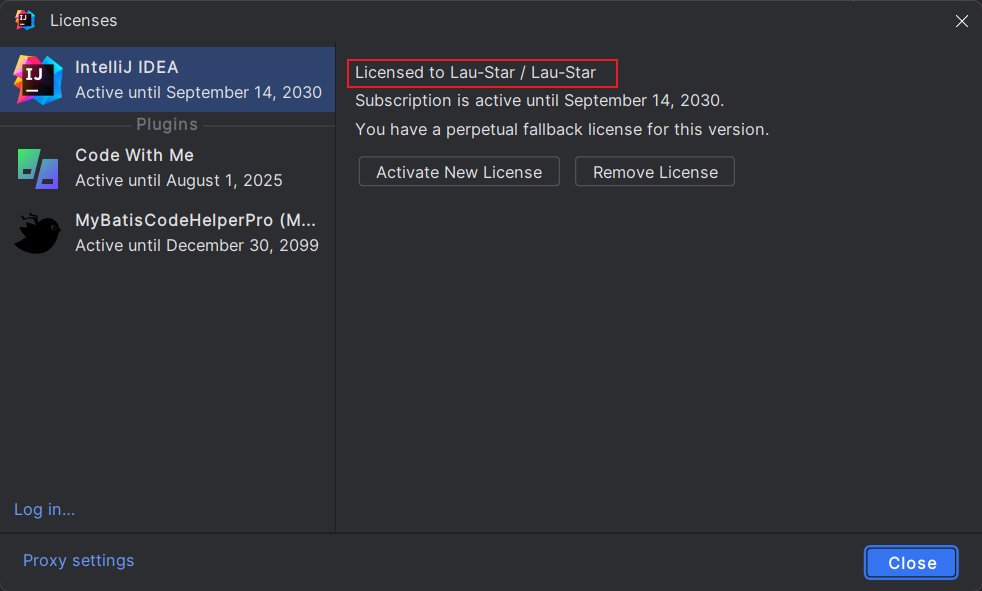 Licenses
IJ
IntelliJ IDEA
Active until September 14, 2030
Plugins
Code With Me
Active until August 1, 2025
MyBatisCodeHelperPro (M...
Active until December 30, 2099
Log in...
Licensed to Lau-Star / Lau-Star
Subscription is active until September 14, 2030.
You have a perpetual fallback license for this version.
Activate New License
Remove License
Proxy settings
Close